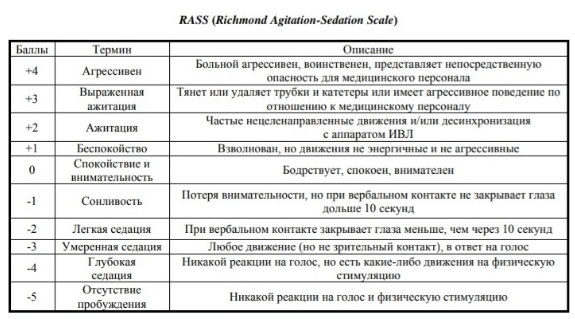 RASS (Richmond Agitation-Sedation Scale)
Баллы Термин Описание
+4 Агрессивен Больной агрессивен, воинственен, представляет непосредственную
опасность для медицинского персонала
+3 Выраженная ажитация Тянет или удаляет трубки и катетеры или имеет агрессивное поведение по
отношению к медицинскому персоналу
+2 Ажитация Частые нецеленаправленные движения и/или десинхронизация
с аппаратом ИВЛ
+1 Беспокойство Взволнован, но движения не энергичные и не агрессивные
0 Спокойствие и
внимательность Бодрствует, спокоен, внимателен
-1 Сонливость Потеря внимательности, но при вербальном контакте не закрывает глаза
дольше 10 секунд
-2 Легкая седация При вербальном контакте закрывает глаза меньше, чем через 10 секунд
-3 Умеренная седация Любое движение (но не зрительный контакт), в ответ на голос
-4 Глубокая
седация Никакой реакции на голос, но есть какие-либо движения на физическую
стимуляцию
-5 Отсутствие
пробуждения Никакой реакции на голос и физическую стимуляцию